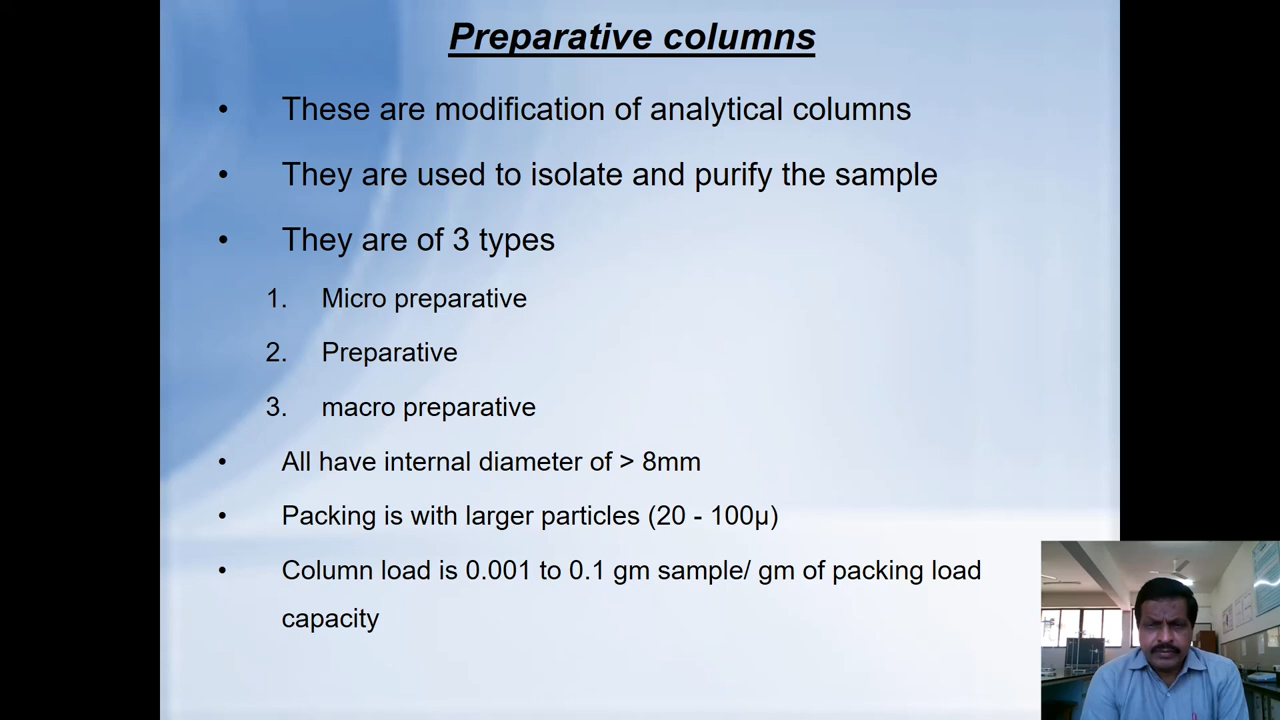 Preparative columns
• These are modification of analytical columns
• They are used to isolate and purify the sample
• They are of 3 types
1. Micro preparative
2. Preparative
3. macro preparative
• All have internal diameter of > 8mm
• Packing is with larger particles (20 - 100µ)
• Column load is 0.001 to 0.1 gm sample/ gm of packing load
capacity